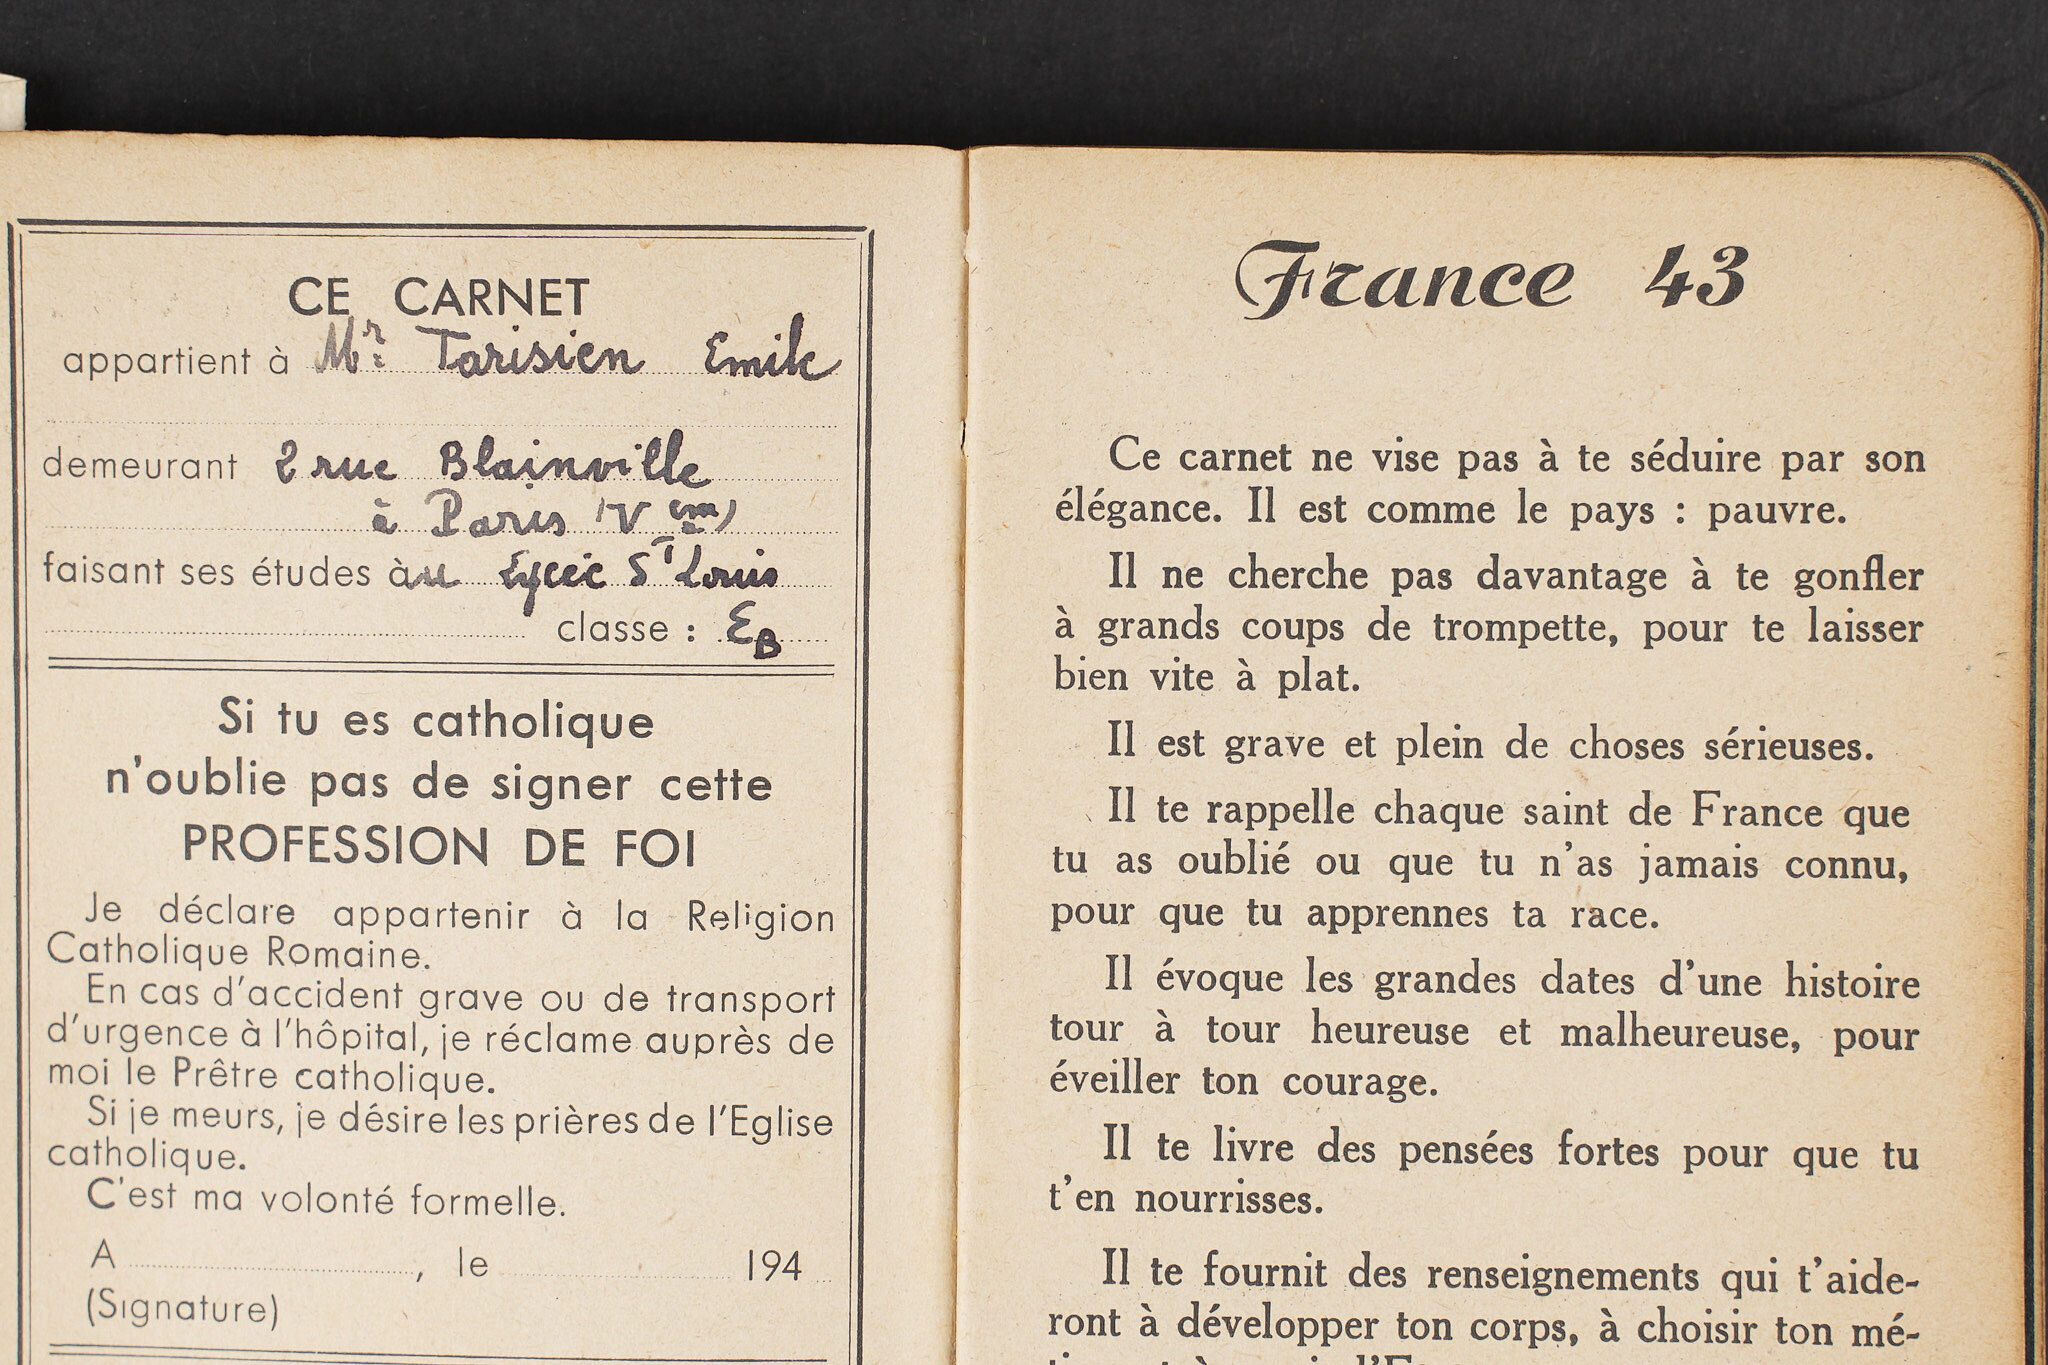 CE CARNET
appartient à Mr Tarisien Emile
demeurant 2 rue Blainville
à Paris (Vem)
faisant ses études àu Lycée St Louis
classe : EB
Si tu es catholique
n'oublie pas de signer cette
PROFESSION DE FOI
Je déclare appartenir à la Religion
Catholique Romaine.
En cas d'accident grave ou de transport
d'urgence à l'hôpital, je réclame auprès de
moi le Prêtre catholique.
Si je meurs, je désire les prières de l'Eglise
catholique.
C'est ma volonté formelle.
A ................, le ................ 194
(Signature)
France 43
Ce carnet ne vise pas à te séduire par son
élégance. Il est comme le pays : pauvre.
Il ne cherche pas davantage à te gonfler
à grands coups de trompette, pour te laisser
bien vite à plat.
Il est grave et plein de choses sérieuses.
Il te rappelle chaque saint de France que
tu as oublié ou que tu n'as jamais connu,
pour que tu apprennes ta race.
Il évoque les grandes dates d'une histoire
tour à tour heureuse et malheureuse, pour
éveiller ton courage.
Il te livre des pensées fortes pour que tu
t'en nourrisses.
Il te fournit des renseignements qui t'aide-
ront à développer ton corps, à choisir ton mé-